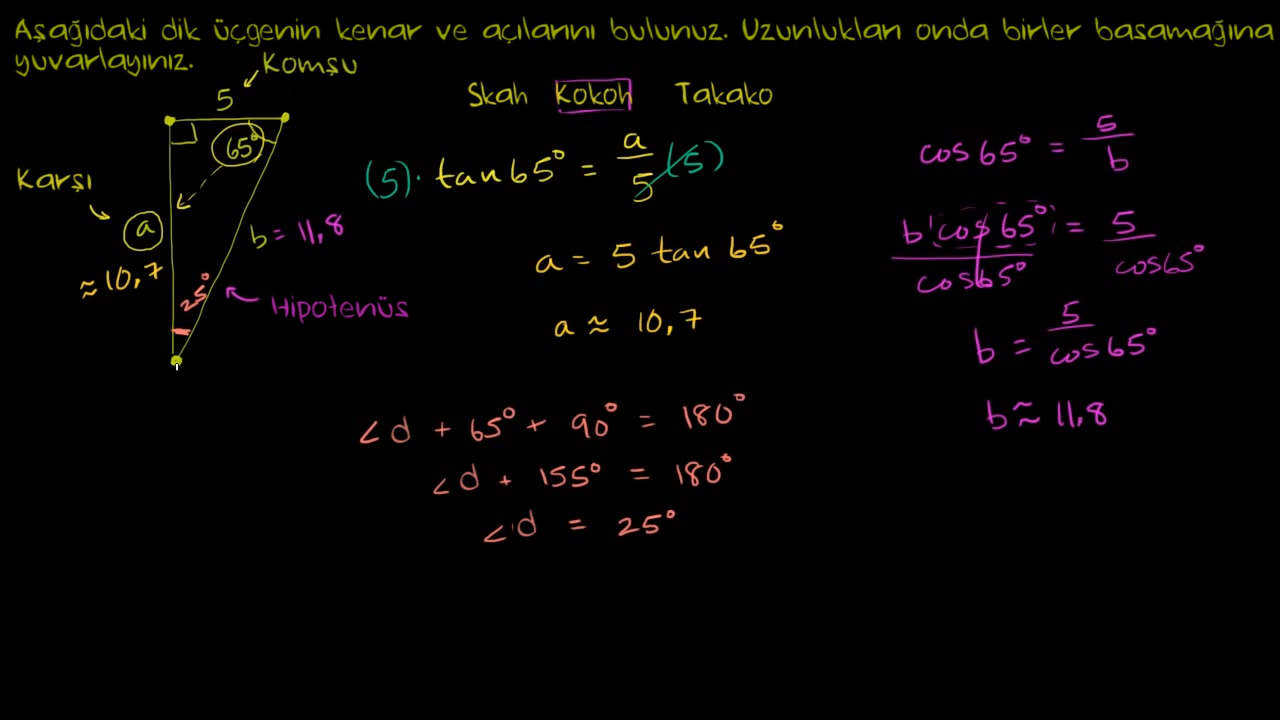 Aşağıdaki dik üçgenin kenar ve açılarını bulunuz. Uzunlukları onda birler basamağına
yuvarlayınız.
Komşu
5
65°
Karşı
a
≈ 10,7
b = 11,8
25°
Hipotenüs
Skah Kokoh Takako
(5) · tan 65° = a/5 (5)
a = 5 tan 65°
a ≈ 10,7
cos 65° = 5/b
b cos 65° / cos 65° = 5 / cos 65°
b = 5 / cos 65°
b ≈ 11,8
∠d + 65° + 90° = 180°
∠d + 155° = 180°
∠d = 25°